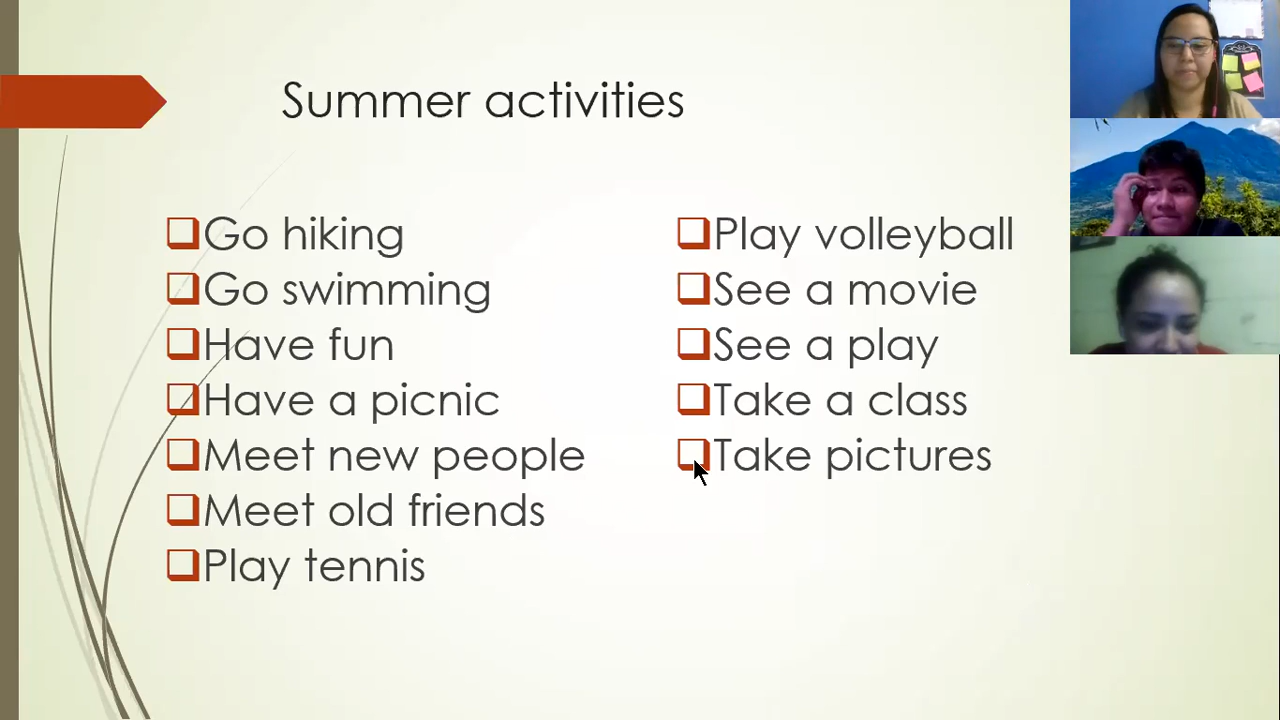 Summer activities
Go hiking
Go swimming
Have fun
Have a picnic
Meet new people
Meet old friends
Play tennis
Play volleyball
See a movie
See a play
Take a class
Take pictures